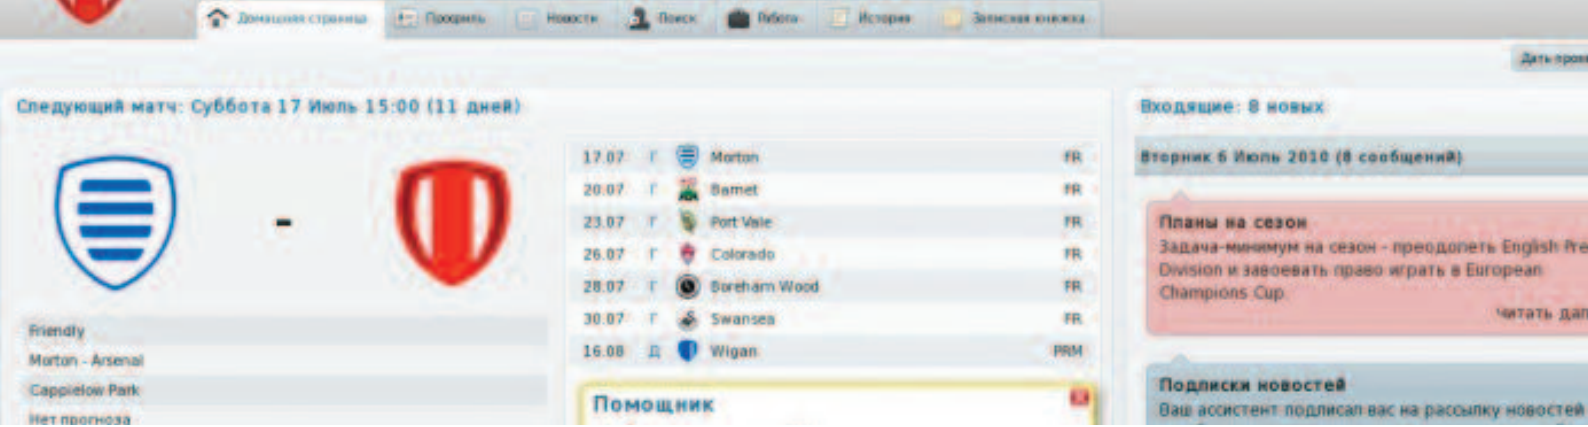 Домашняя страница Профиль Новости Поиск Работа История Записная книжка
Дать
Следующий матч: Суббота 17 Июль 15:00 (11 дней)
-
Friendly
Morton - Arsenal
Cappielow Park
Нет прогноза
17.07 Г Morton FR
20.07 Г Barnet FR
23.07 Г Port Vale FR
26.07 Г Colorado FR
28.07 Г Boreham Wood FR
30.07 Г Swansea FR
16.08 Д Wigan PRM
Помощник
Входящие: 8 новых
Вторник 6 Июль 2010 (8 сообщений)
Планы на сезон
Задача-минимум на сезон - преодолеть English Pre
Division и завоевать право играть в European
Champions Cup
читать дал
Подписки новостей
Ваш ассистент подписал вас на рассылку новостей